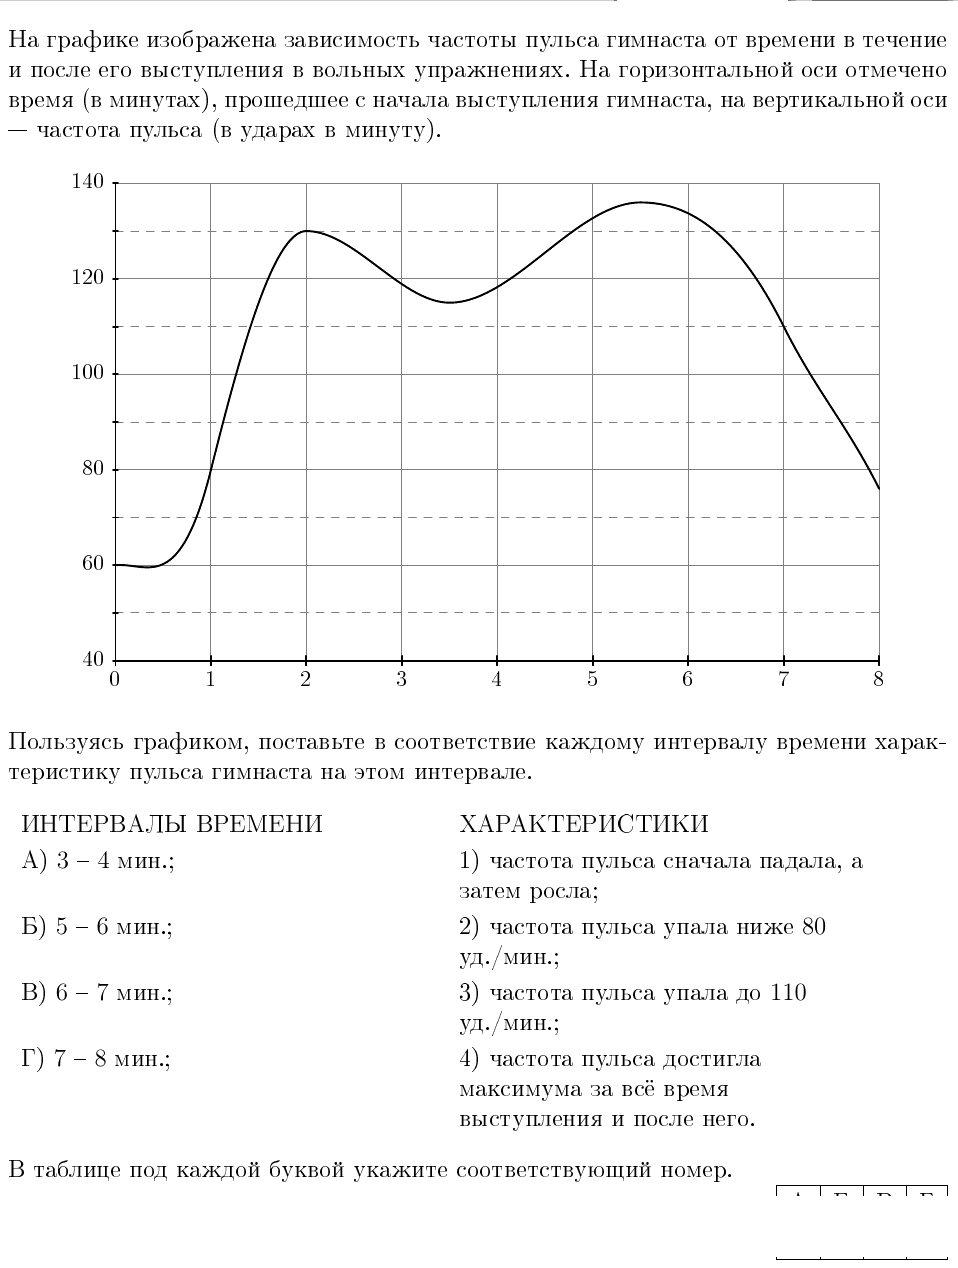 На графике изображена зависимость частоты пульса гимнаста от времени в течение
и после его выступления в вольных упражнениях. На горизонтальной оси отмечено
время (в минутах), прошедшее с начала выступления гимнаста, на вертикальной оси
— частота пульса (в ударах в минуту).
140
120
100
80
60
40
0 1 2 3 4 5 6 7 8
Пользуясь графиком, поставьте в соответствие каждому интервалу времени харак-
теристику пульса гимнаста на этом интервале.
ИНТЕРВАЛЫ ВРЕМЕНИ ХАРАКТЕРИСТИКИ
А) 3 – 4 мин.; 1) частота пульса сначала падала, а
затем росла;
Б) 5 – 6 мин.; 2) частота пульса упала ниже 80
уд./мин.;
В) 6 – 7 мин.; 3) частота пульса упала до 110
уд./мин.;
Г) 7 – 8 мин.; 4) частота пульса достигла
максимума за всё время
выступления и после него.
В таблице под каждой буквой укажите соответствующий номер.